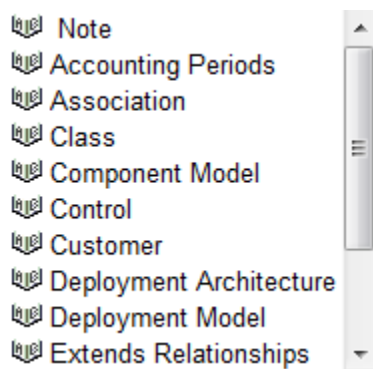 Note
Accounting Periods
Association
Class
Component Model
Control
Customer
Deployment Architecture
Deployment Model
Extends Relationships